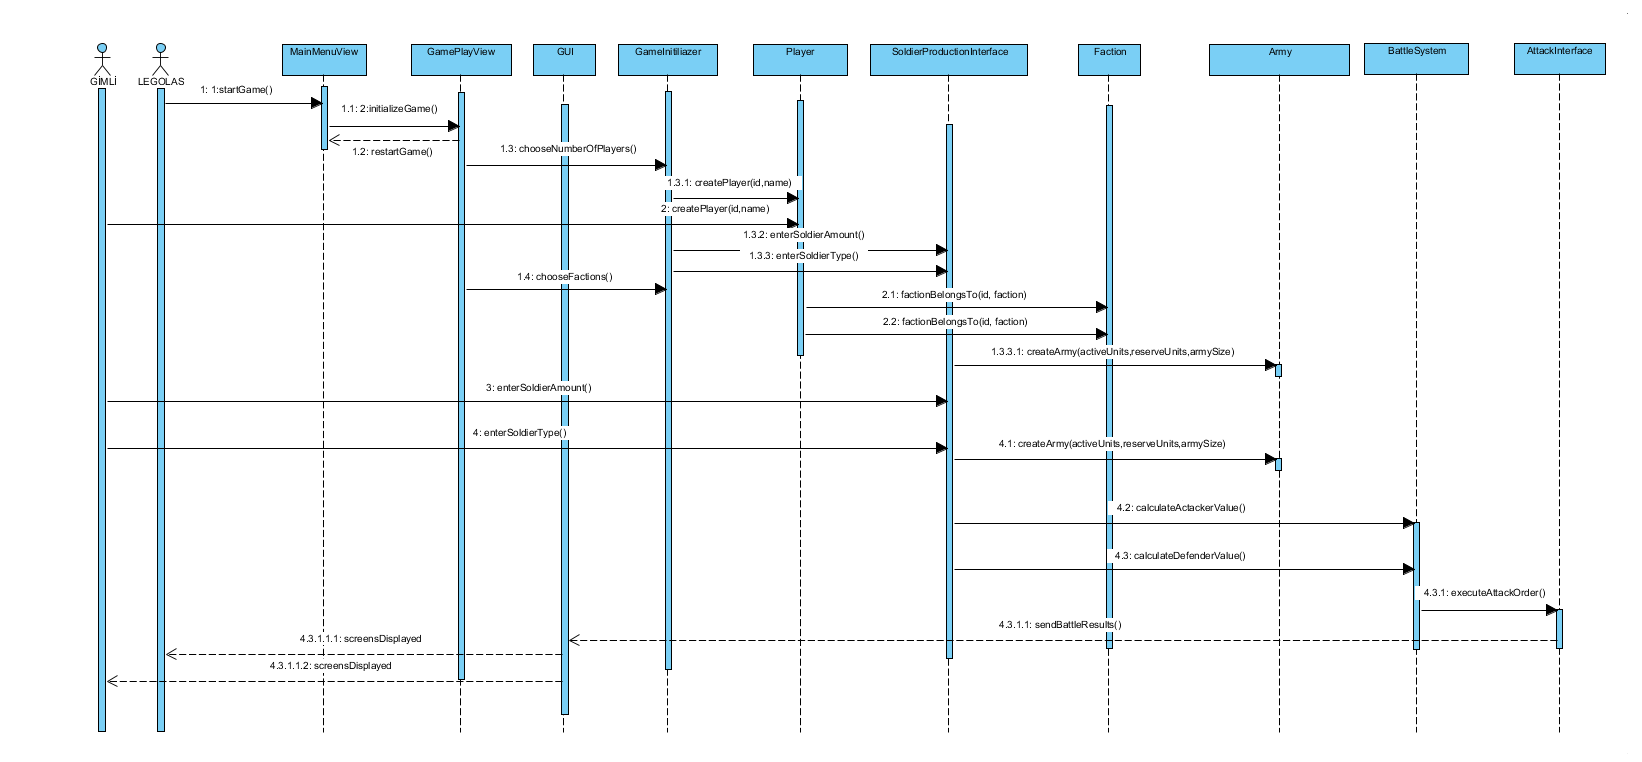 MainMenuView
GamePlayView
GUI
GameInitiliazer
Player
SoldierProductionInterface
Faction
Army
BattleSystem
AttackInterface
GİMLİ
LEGOLAS
1: 1:startGame()
1.1: 2:initializeGame()
1.2: restartGame()
1.3: chooseNumberOfPlayers()
1.3.1: createPlayer(id,name)
2: createPlayer(id,name)
1.3.2: enterSoldierAmount()
1.3.3: enterSoldierType()
1.4: chooseFactions()
2.1: factionBelongsTo(id, faction)
2.2: factionBelongsTo(id, faction)
1.3.3.1: createArmy(activeUnits,reserveUnits,armySize)
3: enterSoldierAmount()
4: enterSoldierType()
4.1: createArmy(activeUnits,reserveUnits,armySize)
4.2: calculateActackerValue()
4.3: calculateDefenderValue()
4.3.1: executeAttackOrder()
4.3.1.1: sendBattleResults()
4.3.1.1.1: screensDisplayed
4.3.1.1.2: screensDisplayed